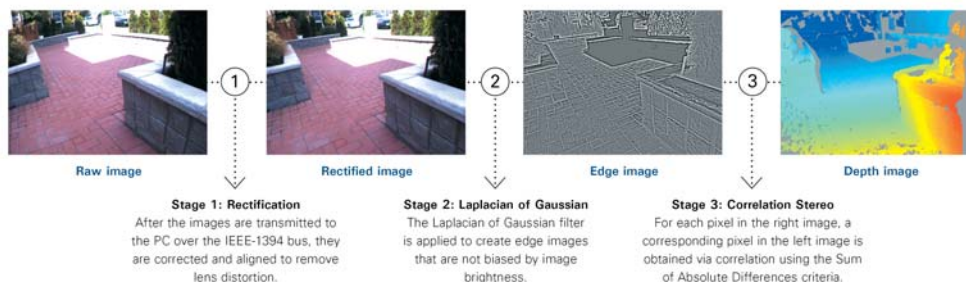 1
2
3
Raw image
Rectified image
Edge image
Depth image
Stage 1: Rectification
After the images are transmitted to
the PC over the IEEE-1394 bus, they
are corrected and aligned to remove
lens distortion.
Stage 2: Laplacian of Gaussian
The Laplacian of Gaussian filter
is applied to create edge images
that are not biased by image
brightness.
Stage 3: Correlation Stereo
For each pixel in the right image, a
corresponding pixel in the left image is
obtained via correlation using the Sum
of Absolute Differences criteria.